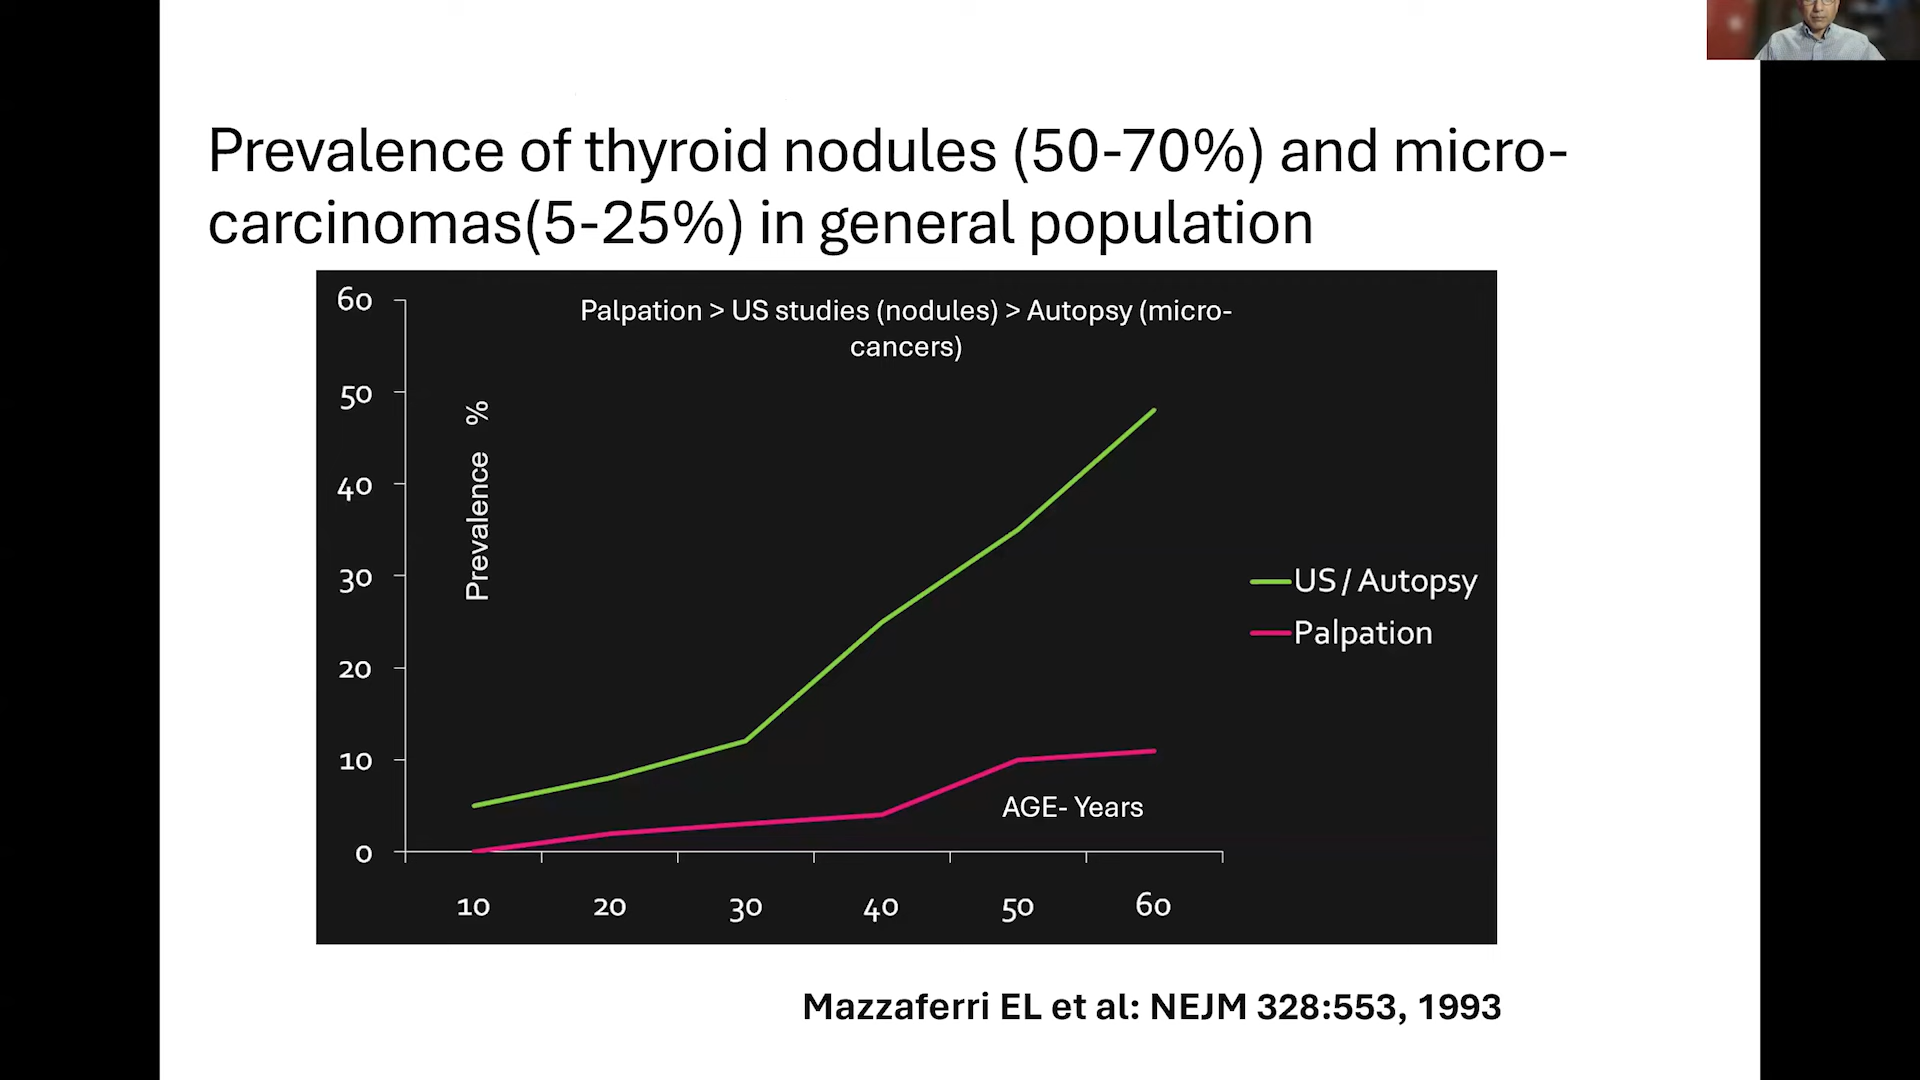 Prevalence of thyroid nodules (50-70%) and micro-
carcinomas(5-25%) in general population
Palpation > US studies (nodules) > Autopsy (micro-
cancers)
60
50
40
30
20
10
0
Prevalence %
US / Autopsy
Palpation
AGE- Years
10 20 30 40 50 60
Mazzaferri EL et al: NEJM 328:553, 1993